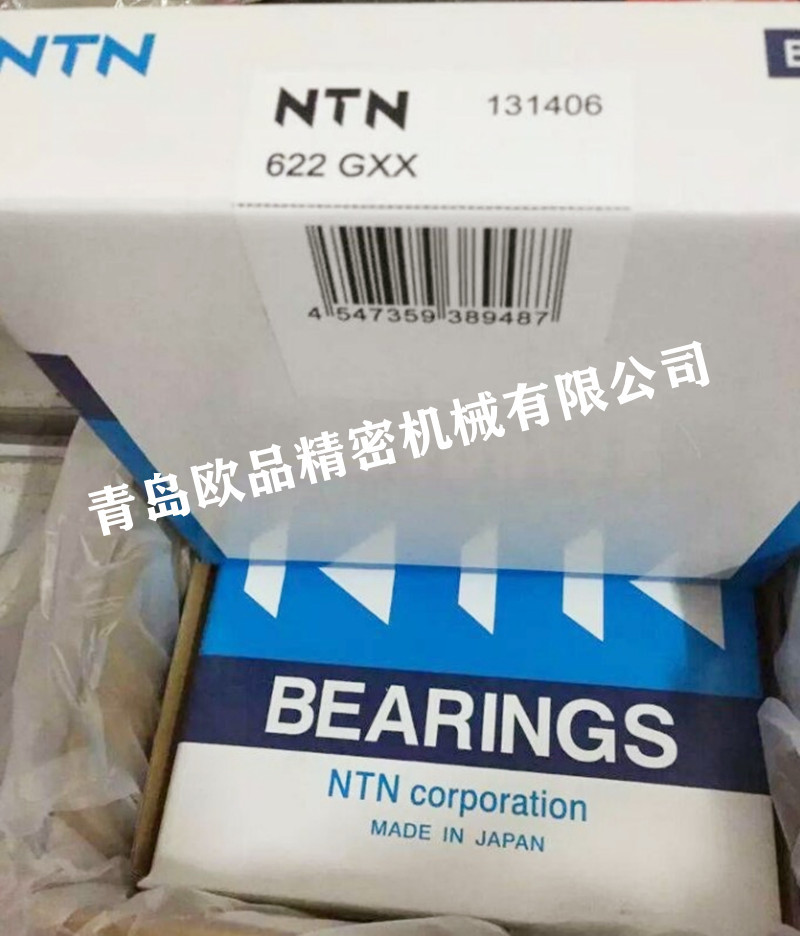 NTN
NTN 131406
622 GXX
4 547359 389487
青岛欧品精密机械有限公司
NTN
BEARINGS
NTN corporation
MADE IN JAPAN